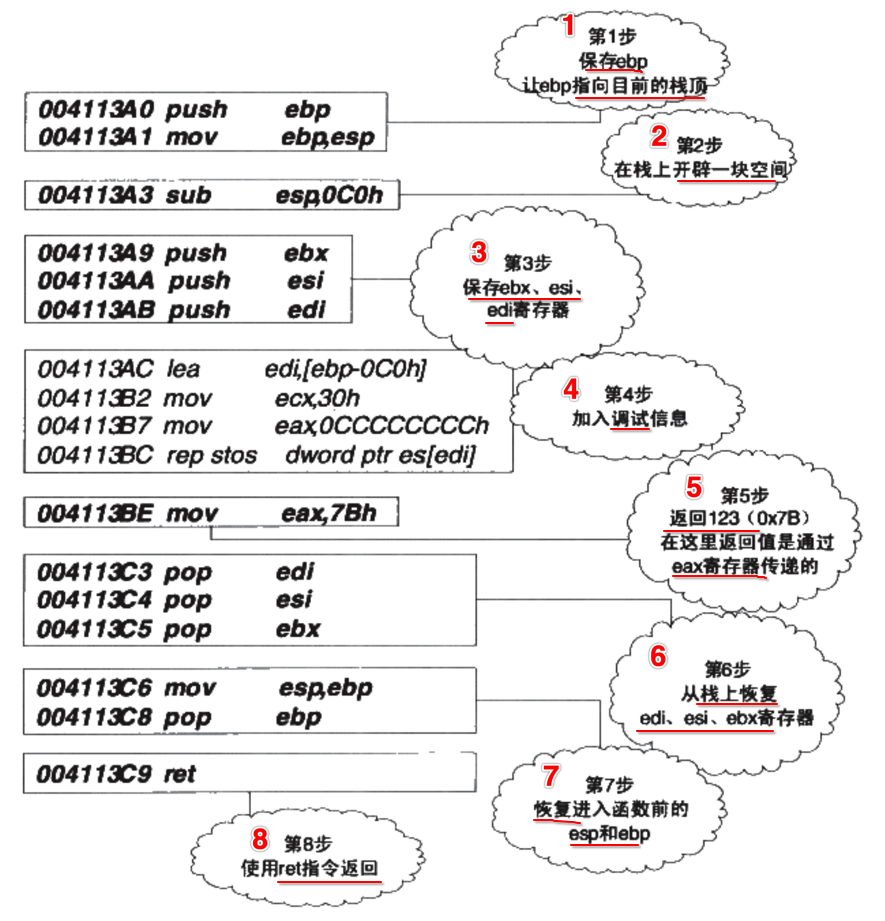 1
第1步
保存ebp
让ebp指向目前的栈顶
004113A0 push ebp
004113A1 mov ebp,esp
2
第2步
在栈上开辟一块空间
004113A3 sub esp,0C0h
004113A9 push ebx
004113AA push esi
004113AB push edi
3
第3步
保存ebx、esi、
edi寄存器
004113AC lea edi,[ebp-0C0h]
004113B2 mov ecx,30h
004113B7 mov eax,0CCCCCCCCh
004113BC rep stos dword ptr es[edi]
4
第4步
加入调试信息
004113BE mov eax,7Bh
5
第5步
返回123（0x7B）
在这里返回值是通过
eax寄存器传递的
004113C3 pop edi
004113C4 pop esi
004113C5 pop ebx
6
第6步
从栈上恢复
edi、esi、ebx寄存器
004113C6 mov esp,ebp
004113C8 pop ebp
7
第7步
恢复进入函数前的
esp和ebp
004113C9 ret
8
第8步
使用ret指令返回